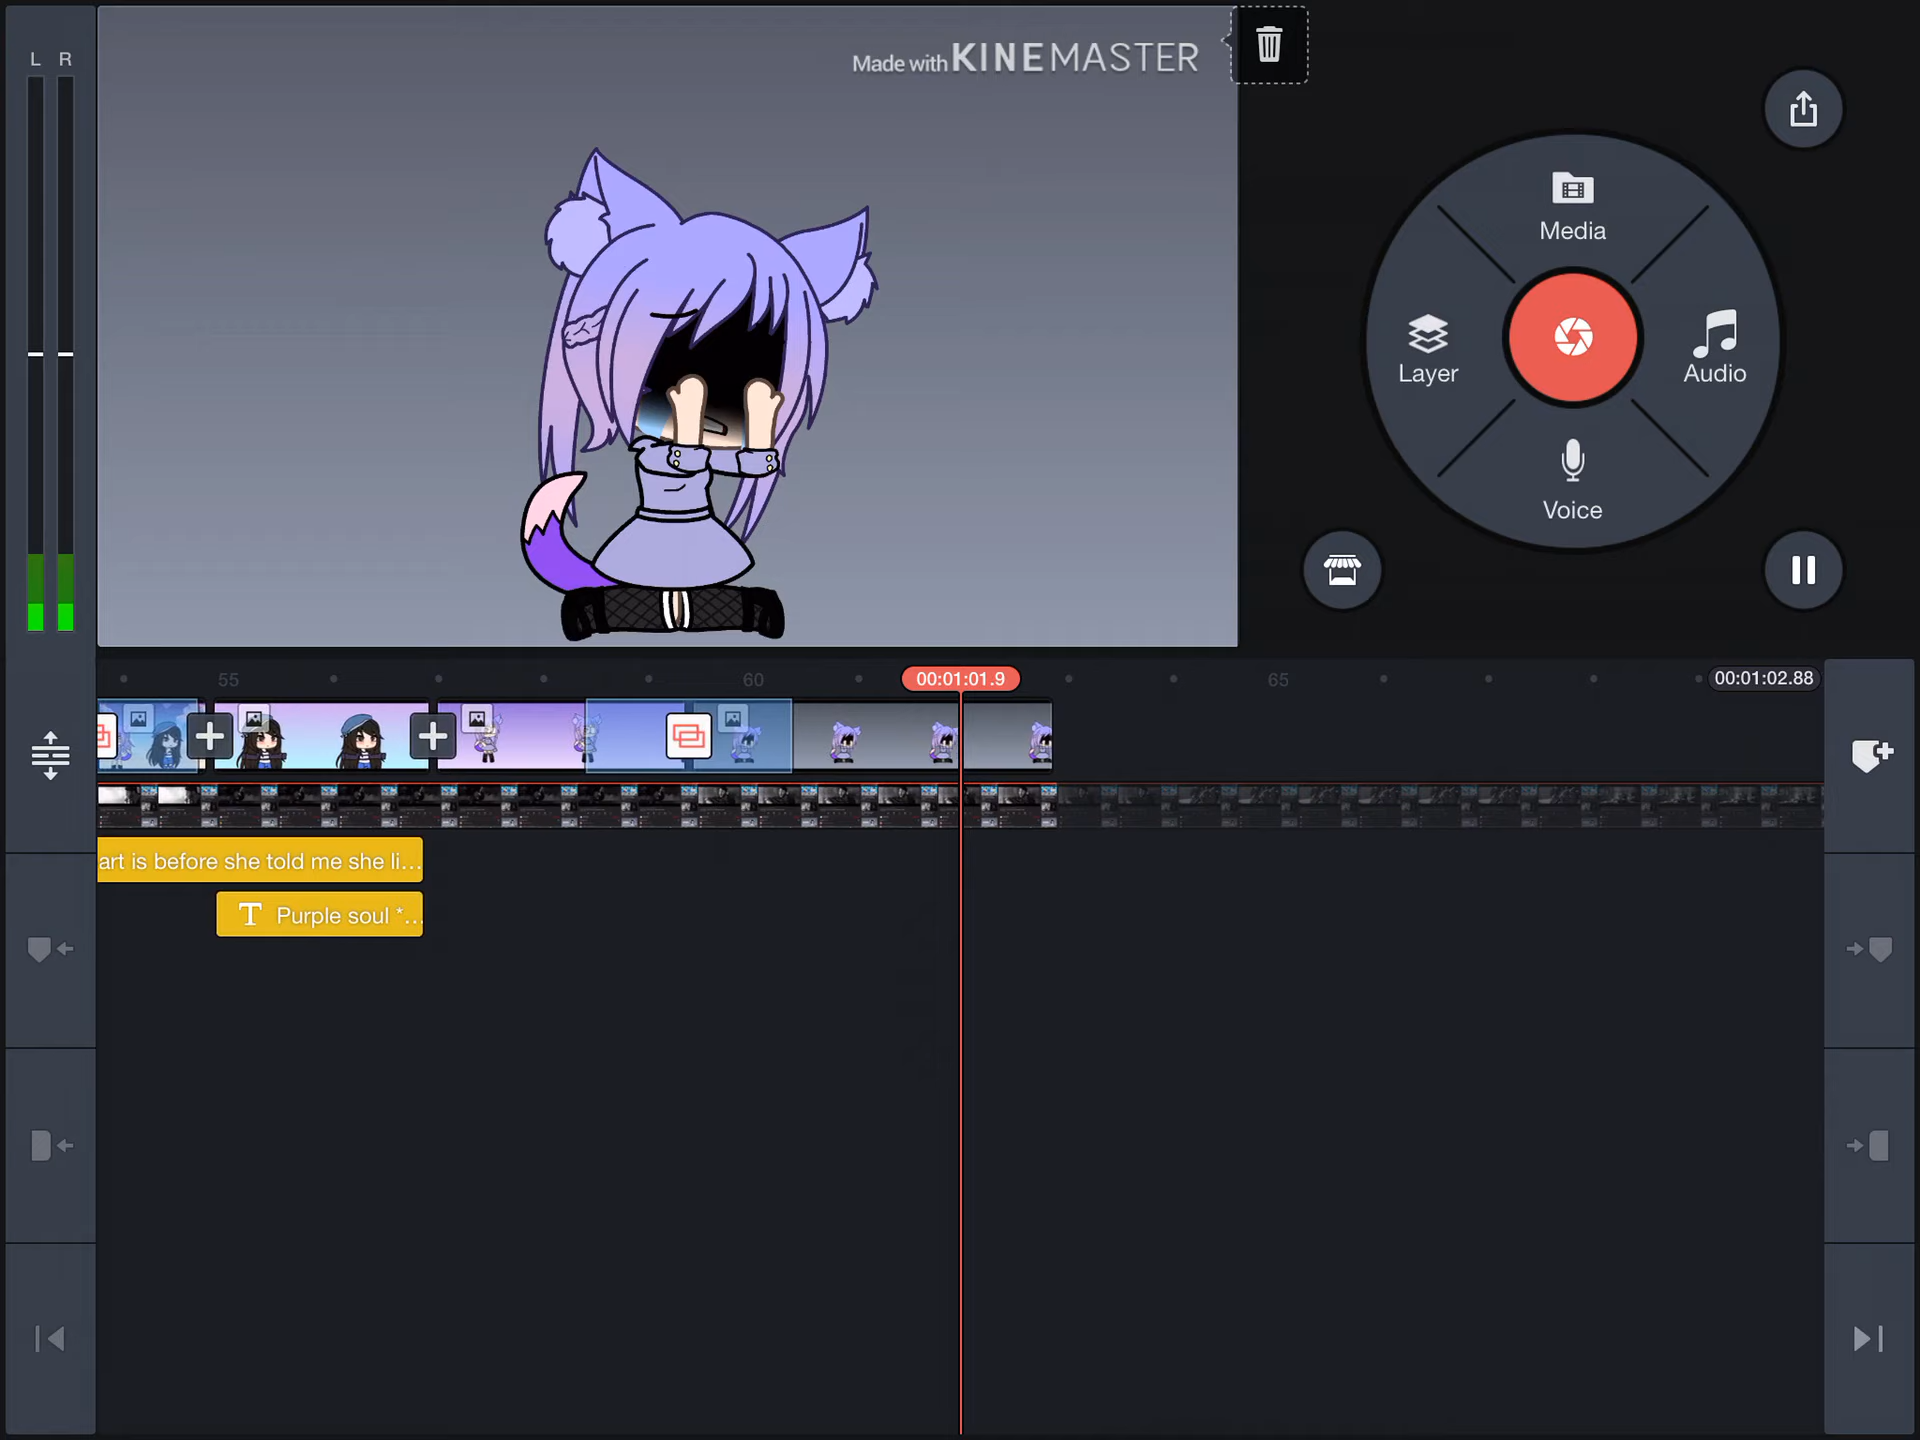 L R
Made with KINEMASTER
Media
Layer
Audio
Voice
55
60
00:01:01.9
65
00:01:02.88
art is before she told me she li...
T Purple soul *...